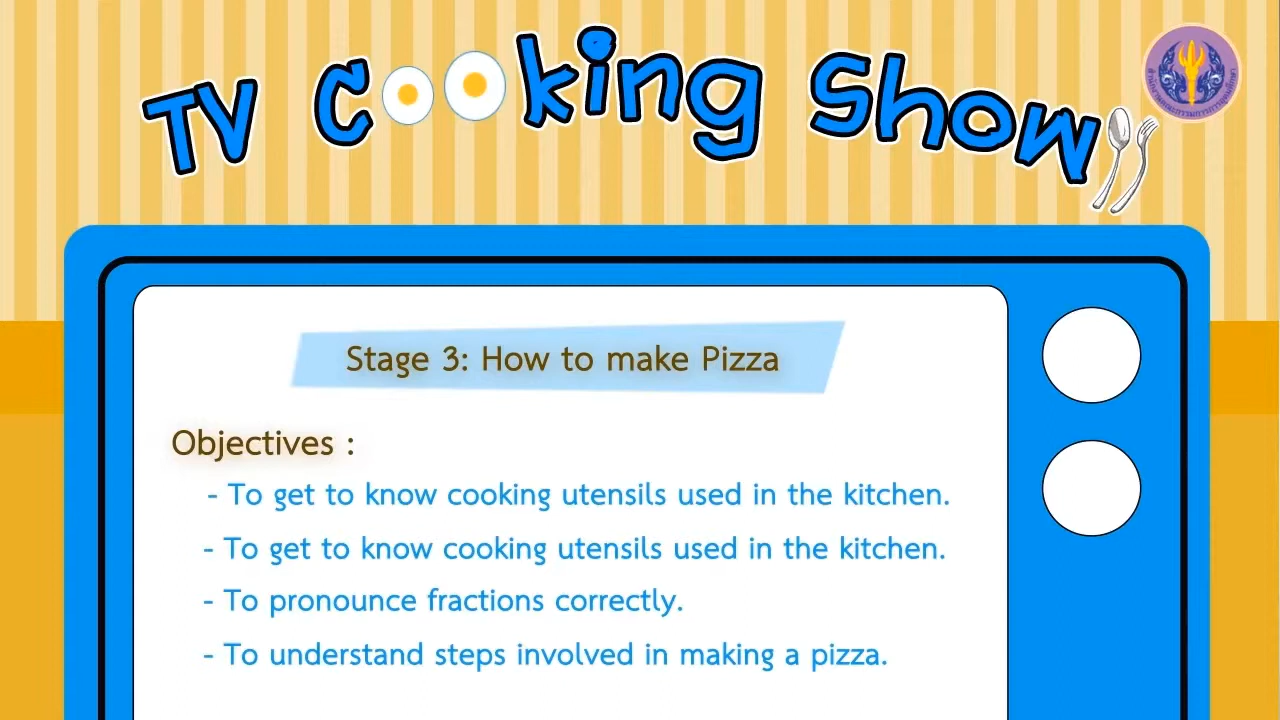 TV Cooking Show
Stage 3: How to make Pizza
Objectives :
- To get to know cooking utensils used in the kitchen.
- To get to know cooking utensils used in the kitchen.
- To pronounce fractions correctly.
- To understand steps involved in making a pizza.